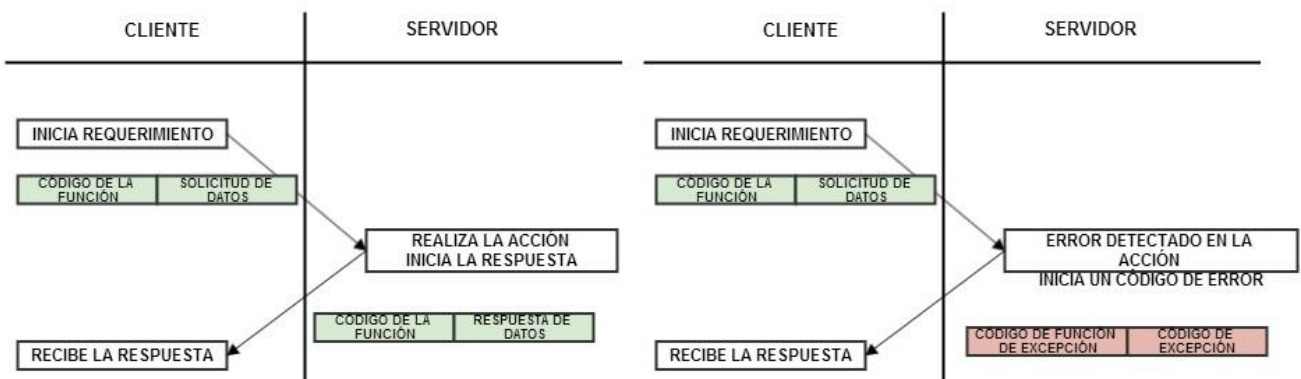 CLIENTE
SERVIDOR
INICIA REQUERIMIENTO
CÓDIGO DE LA
FUNCIÓN
SOLICITUD DE
DATOS
REALIZA LA ACCIÓN
INICIA LA RESPUESTA
CÓDIGO DE LA
FUNCIÓN
RESPUESTA DE
DATOS
RECIBE LA RESPUESTA
CLIENTE
SERVIDOR
INICIA REQUERIMIENTO
CÓDIGO DE LA
FUNCIÓN
SOLICITUD DE
DATOS
ERROR DETECTADO EN LA
ACCIÓN
INICIA UN CÓDIGO DE ERROR
CÓDIGO DE FUNCIÓN
DE EXCEPCIÓN
CÓDIGO DE
EXCEPCIÓN
RECIBE LA RESPUESTA